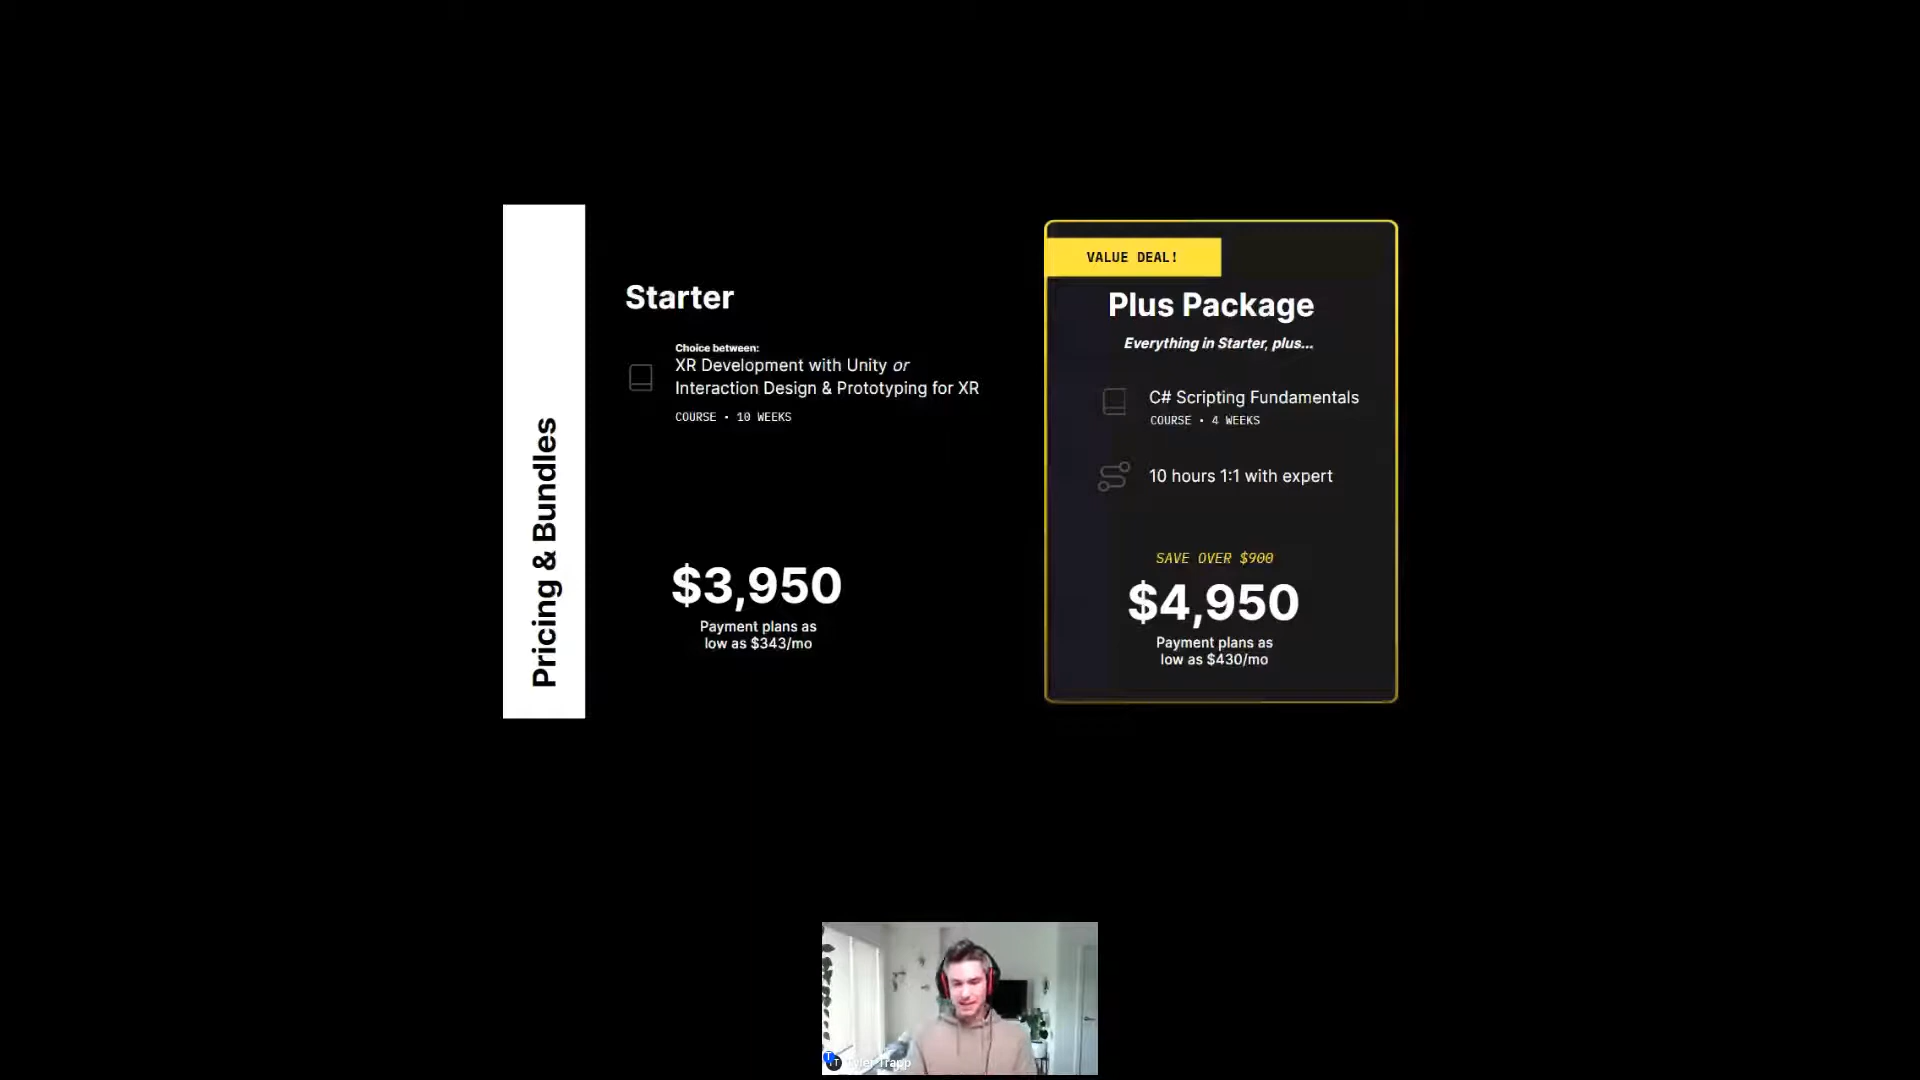 Pricing & Bundles
Starter
Choice between:
XR Development with Unity or
Interaction Design & Prototyping for XR
COURSE • 10 WEEKS
$3,950
Payment plans as
low as $343/mo
VALUE DEAL!
Plus Package
Everything in Starter, plus...
C# Scripting Fundamentals
COURSE • 4 WEEKS
10 hours 1:1 with expert
SAVE OVER $900
$4,950
Payment plans as
low as $430/mo
Tyler Trapp